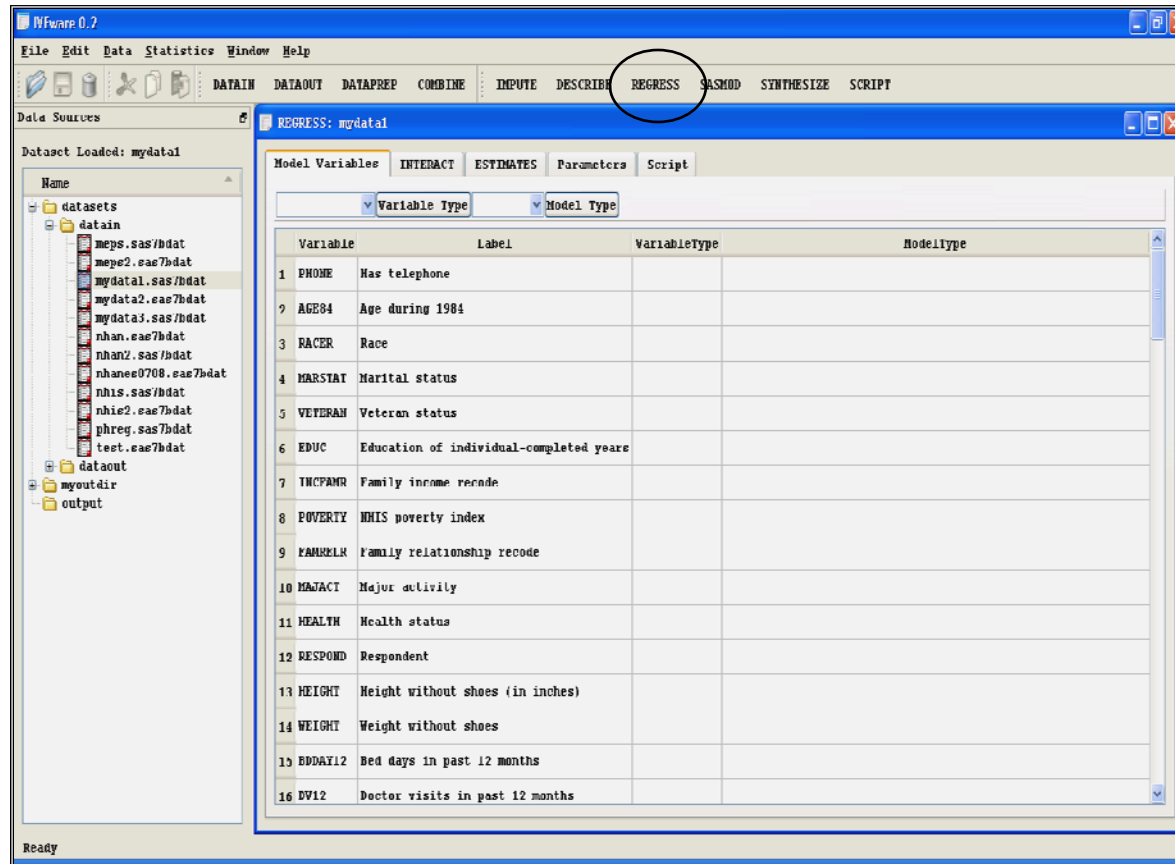 IVEware 0.2
File Edit Data Statistics Window Help
DATAIN DATAOUT DATAPREP COMBINE IMPUTE DESCRIBE REGRESS SASMOD SYNTHESIZE SCRIPT
Data Sources
Dataset Loaded: mydata1
Name
datasets
datain
meps.sas7bdat
meps2.sas7bdat
mydata1.sas7bdat
mydata2.sas7bdat
mydata3.sas7bdat
nhan.sas7bdat
nhan2.sas7bdat
nhanes0708.sas7bdat
nhis.sas7bdat
nhis2.sas7bdat
phreg.sas7bdat
test.sas7bdat
dataout
myoutdir
output
REGRESS: mydata1
Model Variables INTERACT ESTIMATES Parameters Script
Variable Type Model Type
Variable Label VariableType ModelType
1 PHONE Has telephone
2 AGE84 Age during 1984
3 RACER Race
4 MARSTAT Marital status
5 VETERAN Veteran status
6 EDUC Education of individual-completed years
7 INCFAMR Family income recode
8 POVERTY NHIS poverty index
9 FAMRELR Family relationship recode
10 MAJACT Major activity
11 HEALTH Health status
12 RESPOND Respondent
13 HEIGHT Height without shoes (in inches)
14 WEIGHT Weight without shoes
15 BDDAY12 Bed days in past 12 months
16 DV12 Doctor visits in past 12 months
Ready